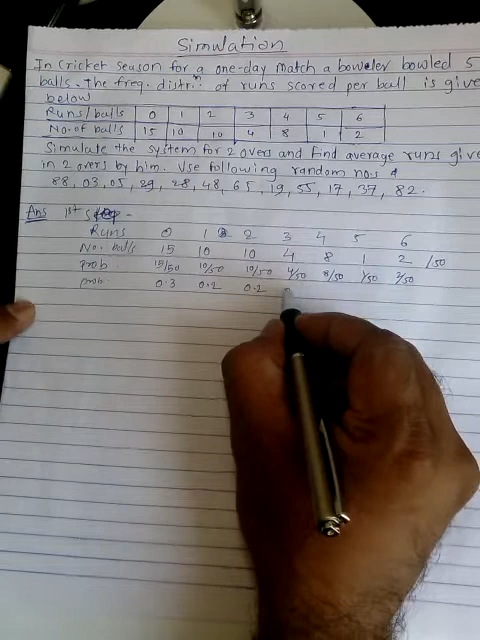 Simulation
In Cricket season for a one-day match a bowler bowled 5
balls. The freq. distriⁿ of runs scored per ball is give
below
Runs/balls 0 1 2 3 4 5 6
No. of balls 15 10 10 4 8 1 2
Simulate the system for 2 overs and find average runs give
in 2 overs by him. Use following random no.s
88, 03, 05, 29, 28, 48, 65, 19, 55, 17, 37, 82.
Ans 1st step -
Runs 0 1 2 3 4 5 6
No. balls 15 10 10 4 8 1 2 /50
prob 15/50 10/50 10/50 4/50 8/50 1/50 2/50
prob. 0.3 0.2 0.2